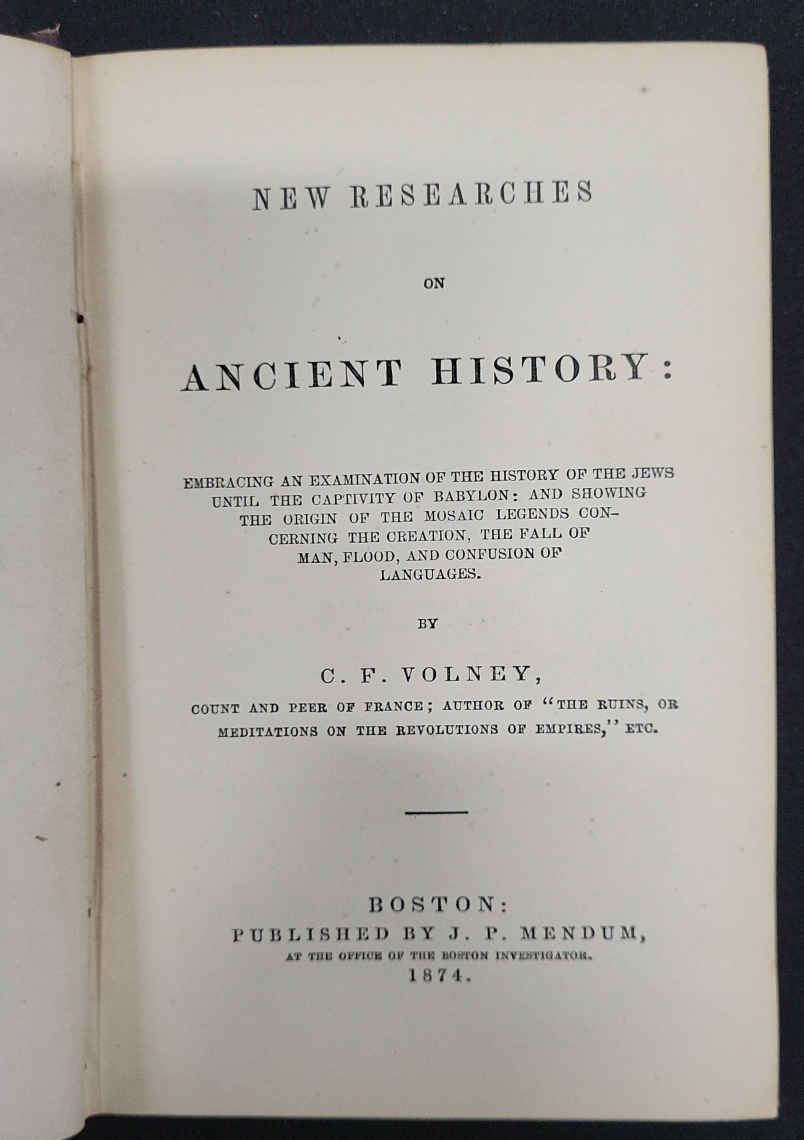 NEW RESEARCHES
ON
ANCIENT HISTORY:
EMBRACING AN EXAMINATION OF THE HISTORY OF THE JEWS
UNTIL THE CAPTIVITY OF BABYLON: AND SHOWING
THE ORIGIN OF THE MOSAIC LEGENDS CON-
CERNING THE CREATION, THE FALL OF
MAN, FLOOD, AND CONFUSION OF
LANGUAGES.
BY
C. F. VOLNEY,
COUNT AND PEER OF FRANCE; AUTHOR OF "THE RUINS, OR
MEDITATIONS ON THE REVOLUTIONS OF EMPIRES," ETC.
BOSTON:
PUBLISHED BY J. P. MENDUM,
AT THE OFFICE OF THE BOSTON INVESTIGATOR.
1874.